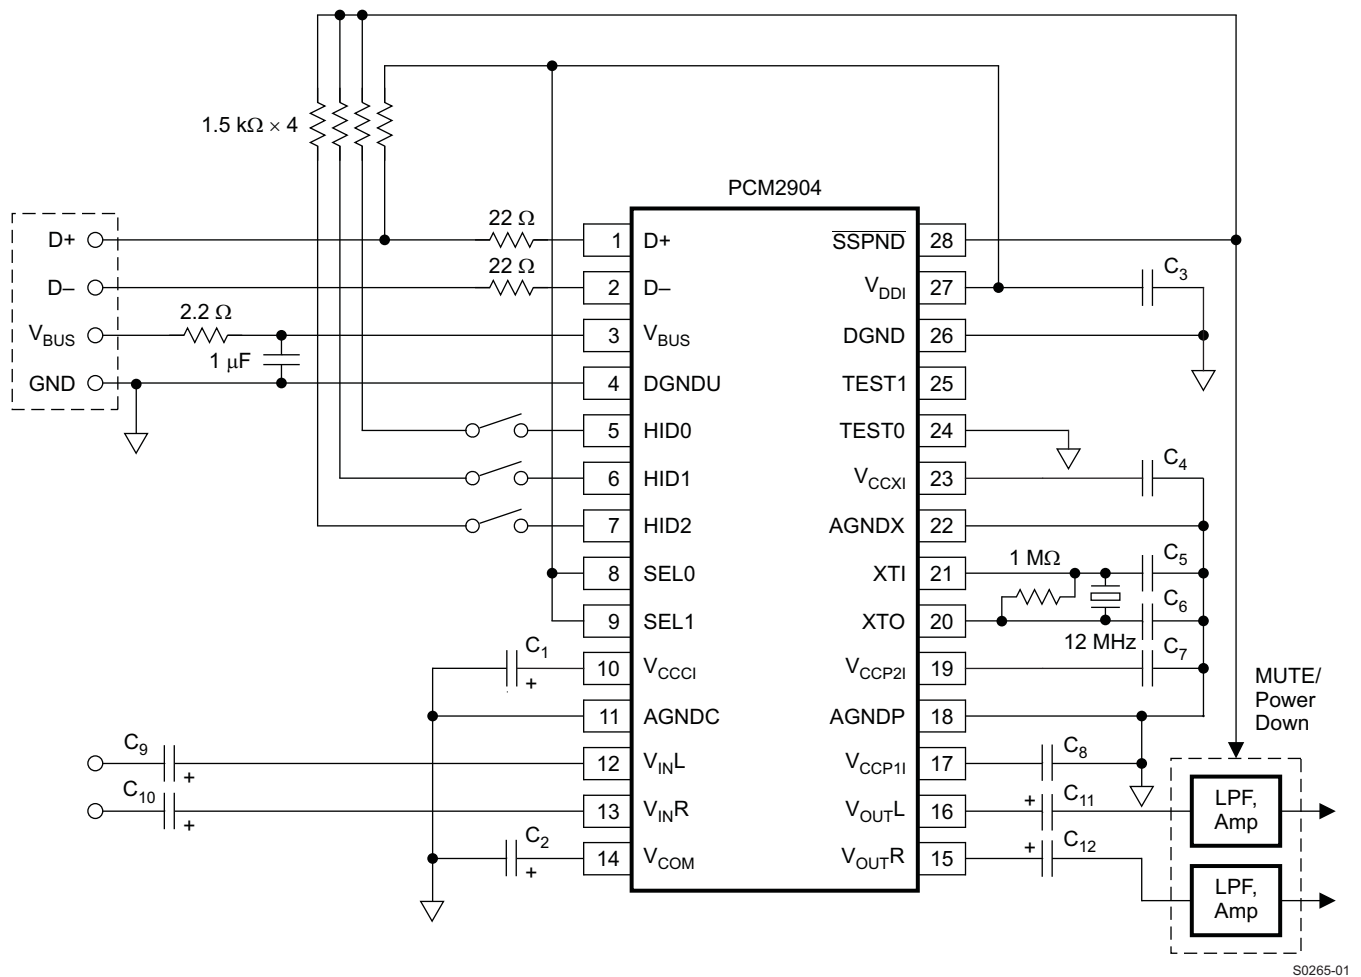 1.5 kΩ × 4
PCM2904
D+
22 Ω
1
D+
SSPND
28
D–
22 Ω
2
D–
VDDI
27
C3
VBUS
2.2 Ω
1 μF
3
VBUS
DGND
26
GND
4
DGNDU
TEST1
25
5
HID0
TEST0
24
6
HID1
VCCXI
23
C4
7
HID2
AGNDX
22
8
SEL0
XTI
21
1 MΩ
C5
9
SEL1
XTO
20
12 MHz
C6
C1
+
10
VCCCI
VCCP2I
19
C7
11
AGNDC
AGNDP
18
MUTE/
Power
Down
C9
+
12
VINL
VCCP1I
17
C8
C10
+
13
VINR
VOUTL
16
+
C11
LPF,
Amp
C2
+
14
VCOM
VOUTR
15
+
C12
LPF,
Amp
S0265-01